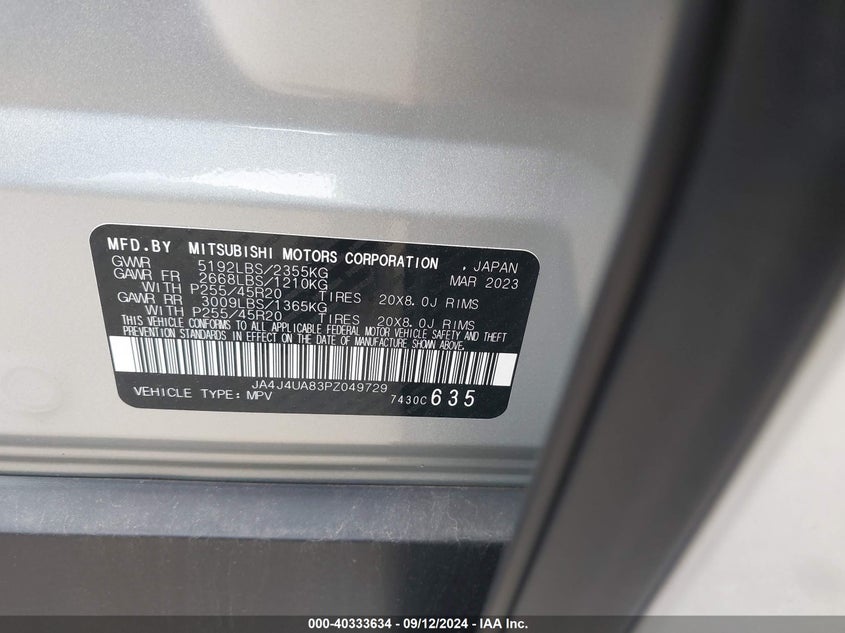 MFD.BY MITSUBISHI MOTORS CORPORATION , JAPAN
GWWR 5192LBS/2355KG MAR 2023
GAWR FR 2668LBS/1210KG
WITH P255/45R20 TIRES 20X8.0J RIMS
GAWR RR 3009LBS/1365KG
WITH P255/45R20 TIRES 20X8.0J RIMS
THIS VEHICLE CONFORMS TO ALL APPLICABLE FEDERAL MOTOR VEHICLE SAFETY AND THEFT
PREVENTION STANDARDS IN EFFECT ON THE DATE OF MANUFACTURE SHOWN ABOVE.
JA4J4UA83PZ049729
VEHICLE TYPE: MPV 7430C 635
000-40333634 - 09/12/2024 - IAA Inc.